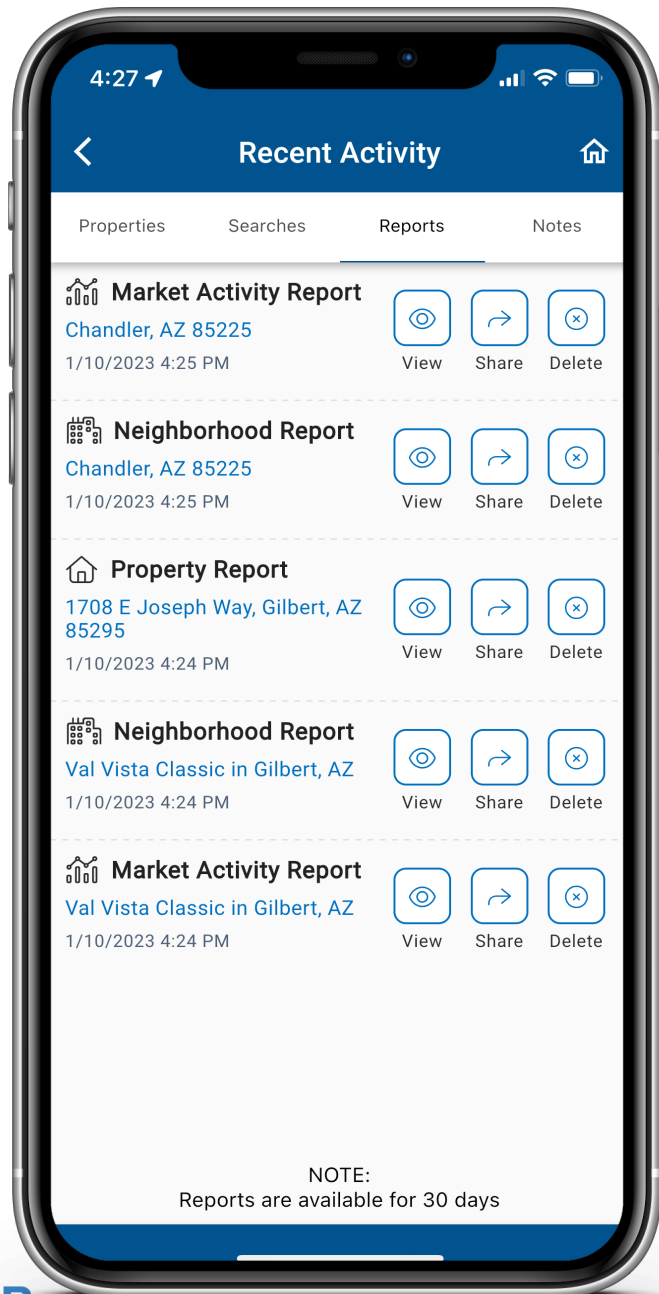 4:27
Recent Activity
Properties Searches Reports Notes
Market Activity Report
Chandler, AZ 85225
1/10/2023 4:25 PM
View Share Delete
Neighborhood Report
Chandler, AZ 85225
1/10/2023 4:25 PM
View Share Delete
Property Report
1708 E Joseph Way, Gilbert, AZ
85295
1/10/2023 4:24 PM
View Share Delete
Neighborhood Report
Val Vista Classic in Gilbert, AZ
1/10/2023 4:24 PM
View Share Delete
Market Activity Report
Val Vista Classic in Gilbert, AZ
1/10/2023 4:24 PM
View Share Delete
NOTE:
Reports are available for 30 days